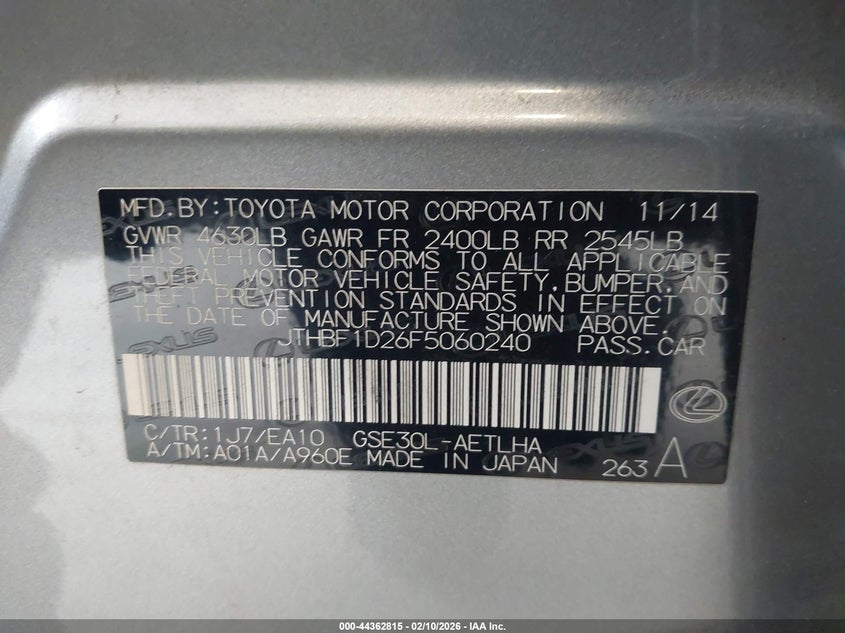 MFD.BY:TOYOTA MOTOR CORPORATION 11/14
GVWR 4630LB GAWR FR 2400LB RR 2545LB
THIS VEHICLE CONFORMS TO ALL APPLICABLE
FEDERAL MOTOR VEHICLE SAFETY,BUMPER,AND
THEFT PREVENTION STANDARDS IN EFFECT ON
THE DATE OF MANUFACTURE SHOWN ABOVE.
JTHBF1D26F5060240 PASS.CAR
C/TR:1J7/EA10 GSE30L-AETLHA
A/TM:A01A/A960E MADE IN JAPAN 263 A
000-44362815 - 02/10/2026 - IAA Inc.